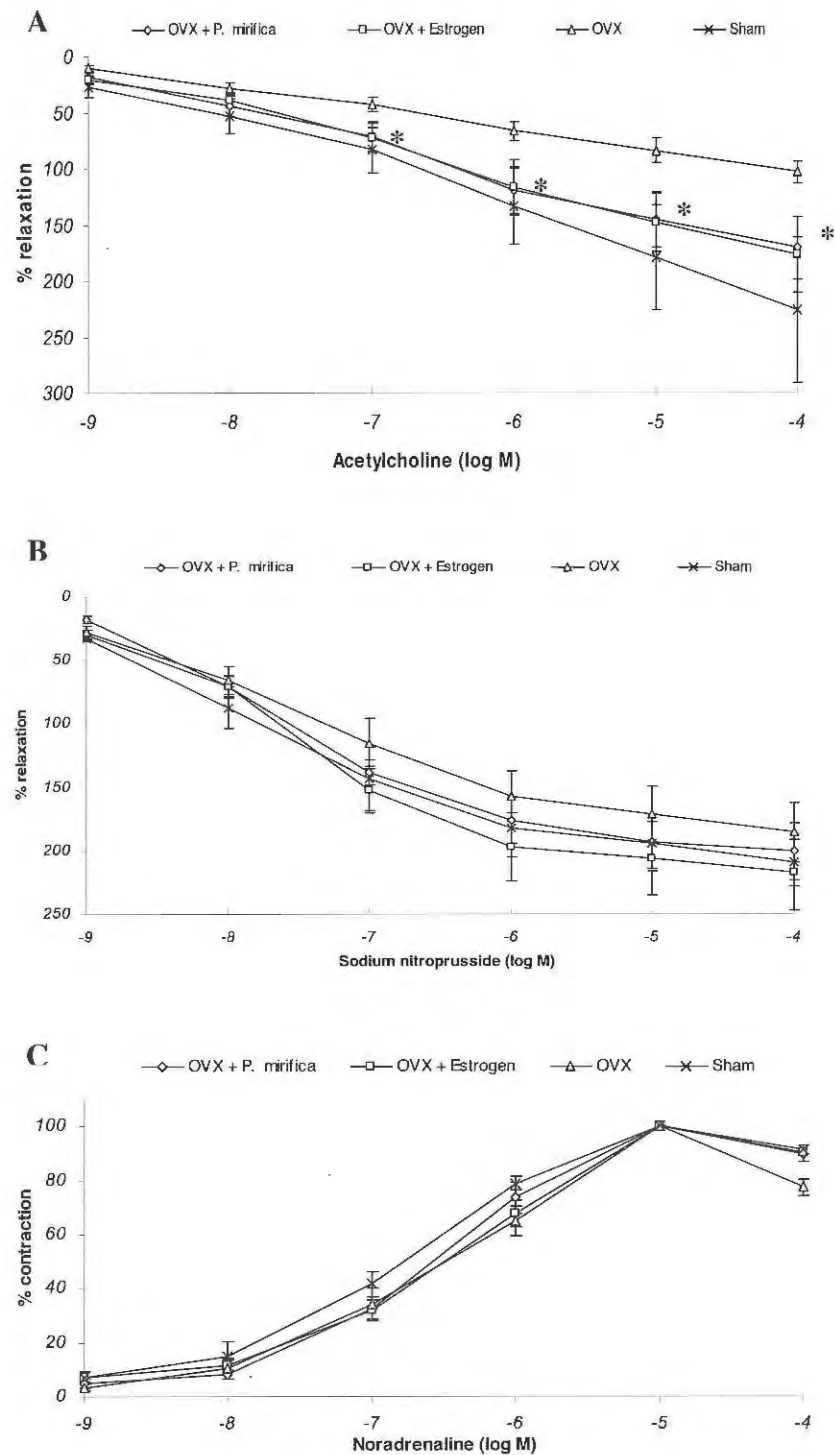 A
OVX + P. mirifica OVX + Estrogen OVX Sham
0
50
100
150
200
250
300
% relaxation
* * * *
-9 -8 -7 -6 -5 -4
Acetylcholine (log M)
B
OVX + P. mirifica OVX + Estrogen OVX Sham
0
50
100
150
200
250
% relaxation
-9 -8 -7 -6 -5 -4
Sodium nitroprusside (log M)
C
OVX + P. mirifica OVX + Estrogen OVX Sham
100
80
60
40
20
0
% contraction
-9 -8 -7 -6 -5 -4
Noradrenaline (log M)